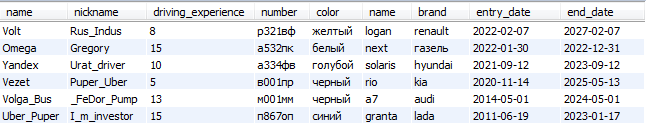 name nickname driving_experience number color name brand entry_date end_date
Volt Rus_Indus 8 р321вф желтый logan renault 2022-02-07 2027-02-07
Omega Gregory 15 а532пк белый next газель 2022-01-30 2022-12-31
Yandex Urat_driver 10 а334фв голубой solaris hyundai 2021-09-12 2023-09-12
Vezet Puper_Uber 5 в001пр черный rio kia 2020-11-14 2025-05-13
Volga_Bus _FeDor_Pump 13 м001мм черный a7 audi 2014-05-01 2024-05-01
Uber_Puper I_m_investor 15 п867оп синий granta lada 2011-06-19 2023-01-17